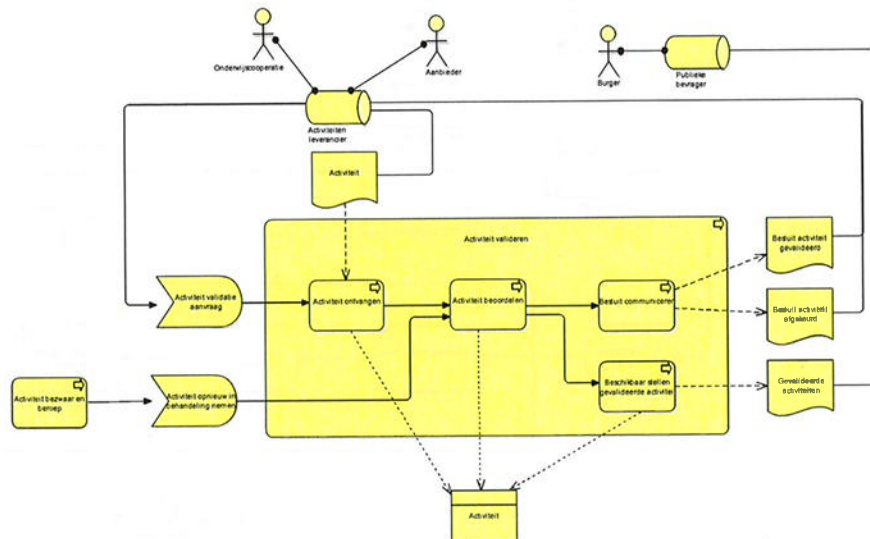 Onderwijscooperatie
Aanbieder
Burger
Publieke
bevrager
Activiteiten
leverancier
Activiteit
Activiteit valideren
Besluit activiteit
gevalideerd
Activiteit validatie
aanvraag
Activiteit ontvangen
Activiteit beoordelen
Besluit communiceren
Besluit activiteit
afgekeurd
Activiteit bezwaar en
beroep
Activiteit opnieuw in
behandeling nemen
Beschikbaar stellen
gevalideerde activitei
Gevalideerde
activiteiten
Activiteit